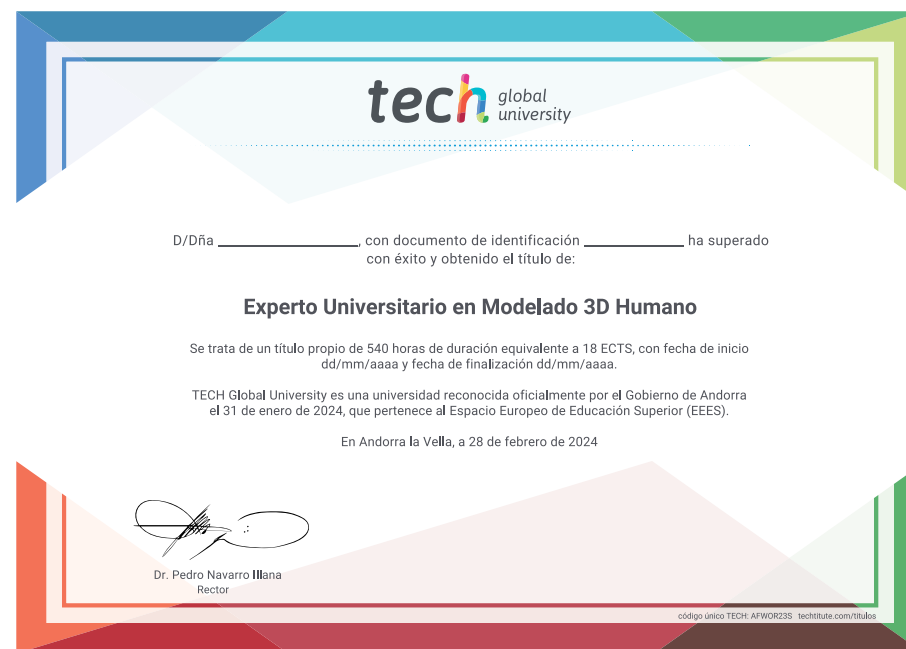 tech global
university
D/Dña ______________, con documento de identificación __________ ha superado
con éxito y obtenido el título de:
Experto Universitario en Modelado 3D Humano
Se trata de un título propio de 540 horas de duración equivalente a 18 ECTS, con fecha de inicio
dd/mm/aaaa y fecha de finalización dd/mm/aaaa.
TECH Global University es una universidad reconocida oficialmente por el Gobierno de Andorra
el 31 de enero de 2024, que pertenece al Espacio Europeo de Educación Superior (EEES).
En Andorra la Vella, a 28 de febrero de 2024
Dr. Pedro Navarro Illana
Rector
código único TECH: AFWOR23S techtitute.com/titulos